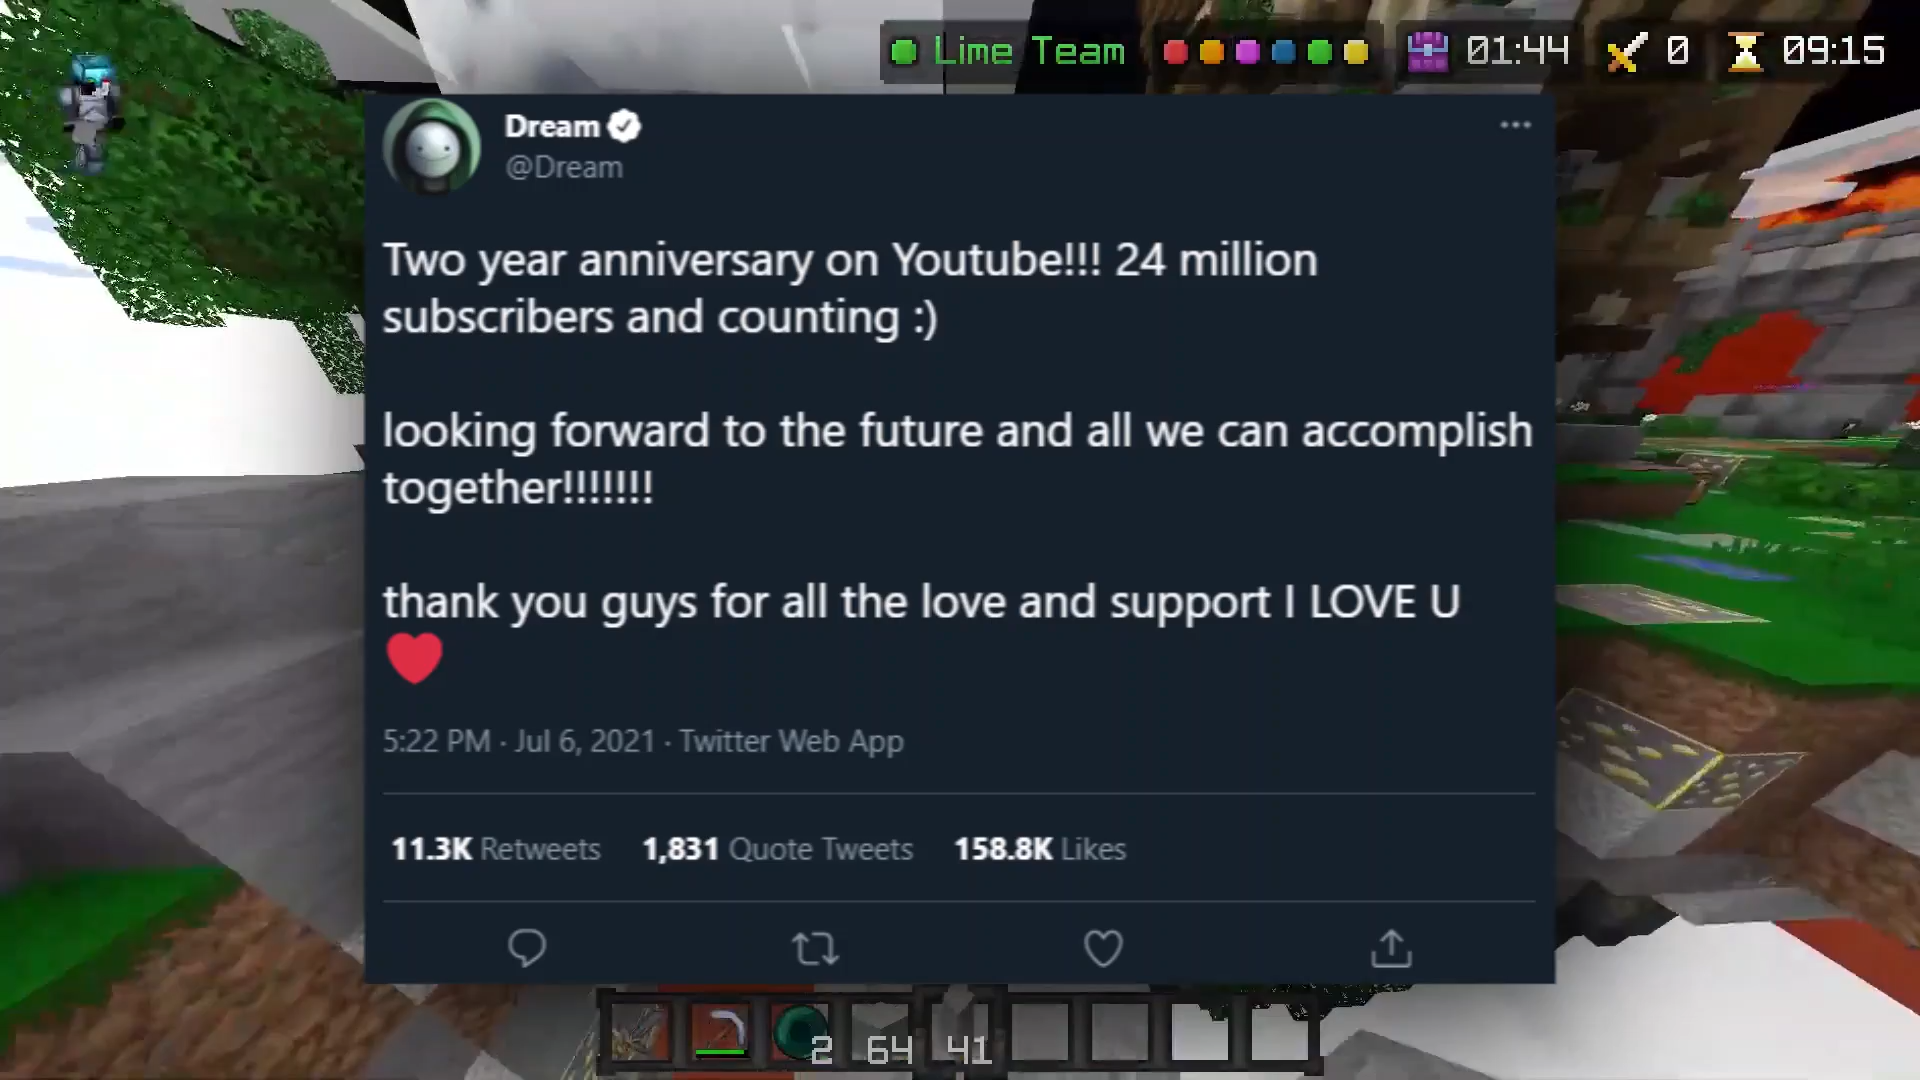 Lime Team 01:44 0 09:15
Dream
@Dream
Two year anniversary on Youtube!!! 24 million
subscribers and counting :)
looking forward to the future and all we can accomplish
together!!!!!!!
thank you guys for all the love and support I LOVE U
❤️
5:22 PM · Jul 6, 2021 · Twitter Web App
11.3K Retweets 1,831 Quote Tweets 158.8K Likes
2 64 41